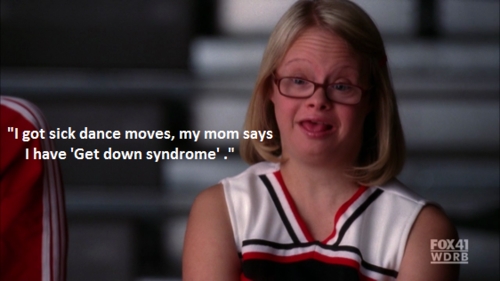 "I got sick dance moves, my mom says
I have 'Get down syndrome' ."
FOX41
WDRB